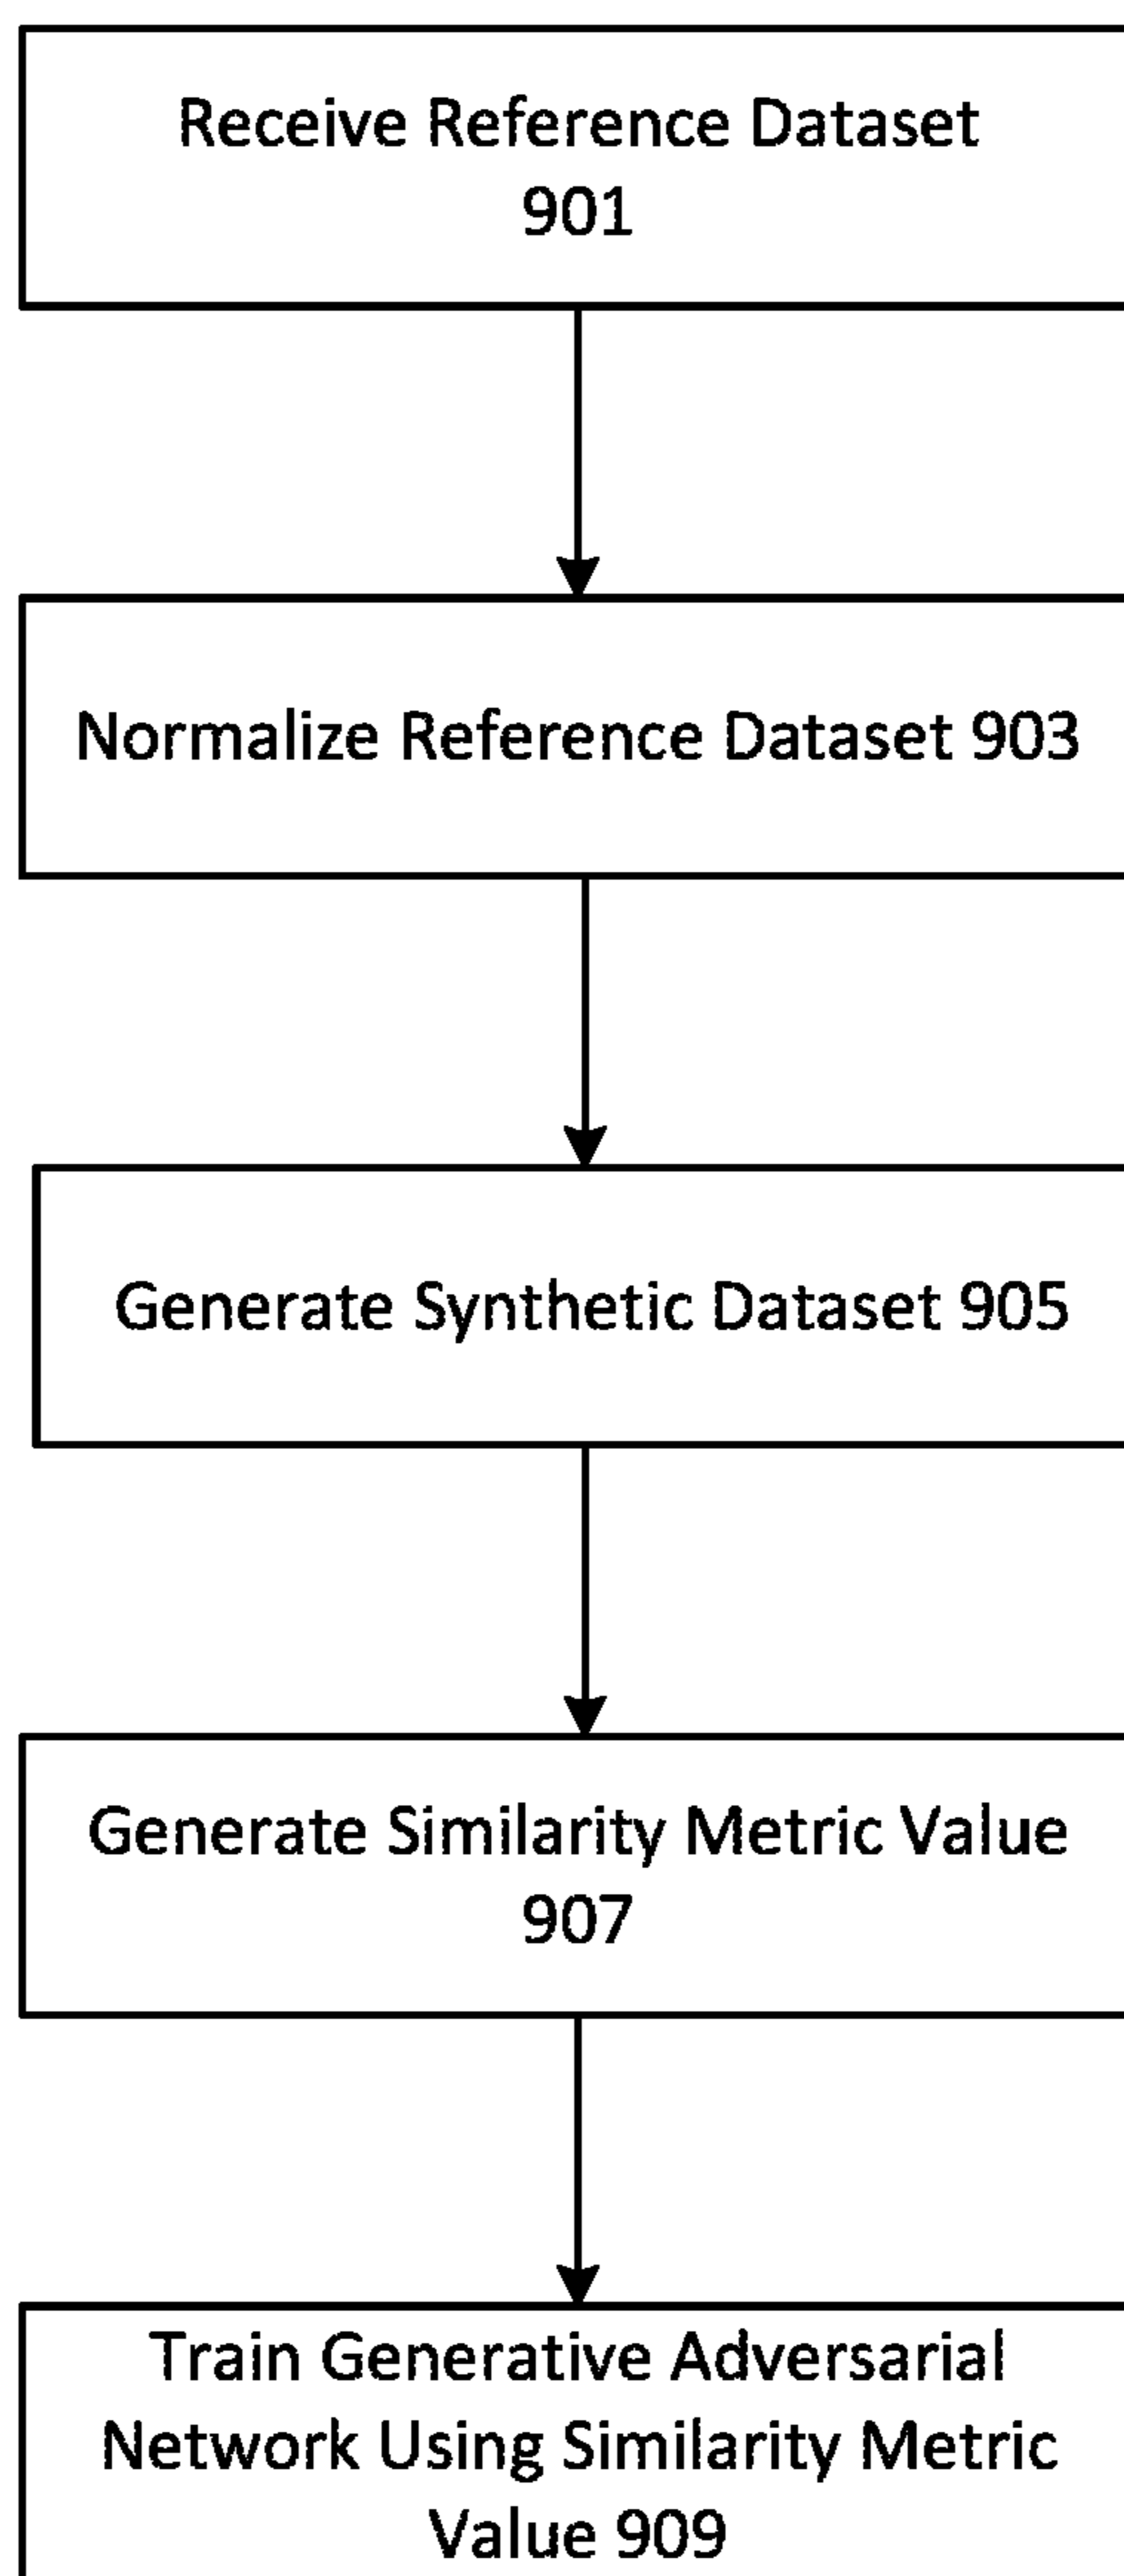 Receive Reference Dataset
901
Normalize Reference Dataset 903
Generate Synthetic Dataset 905
Generate Similarity Metric Value
907
Train Generative Adversarial
Network Using Similarity Metric
Value 909